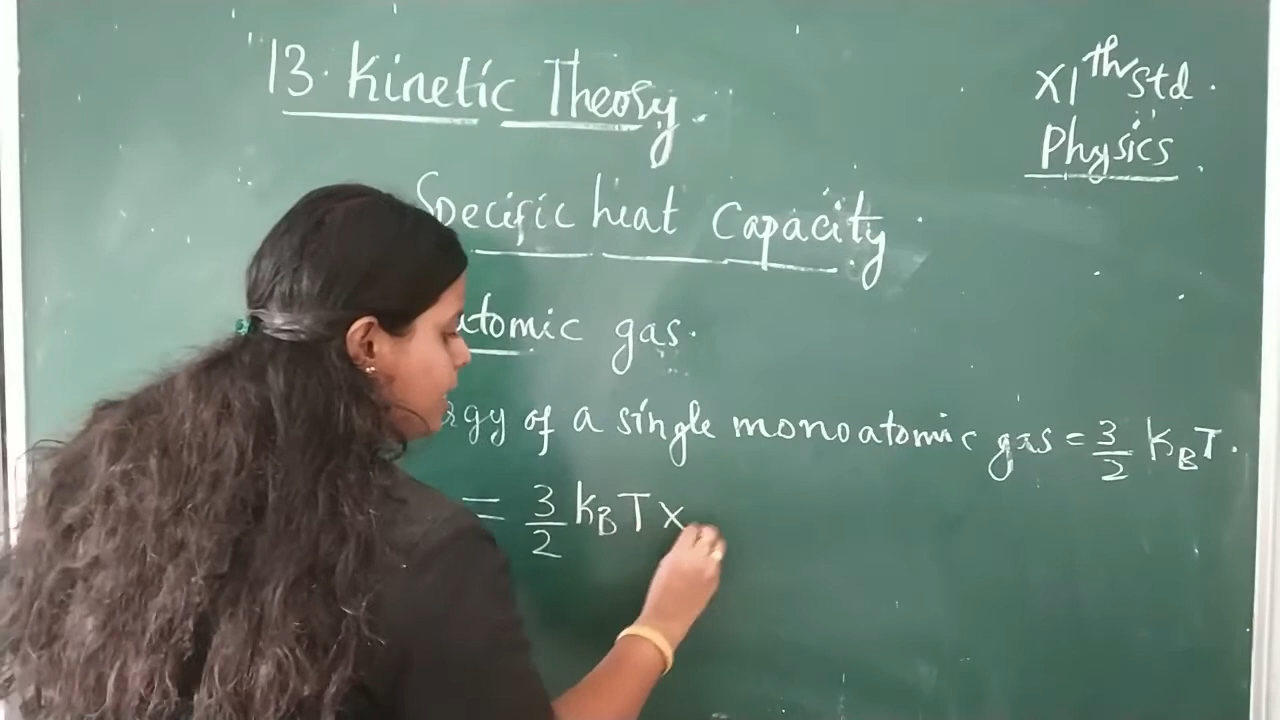 13. Kinetic Theory.
XIth Std.
Physics
Specific heat Capacity
atomic gas.
rgy of a single monoatomic gas = 3/2 KBT.
= 3/2 KBT x